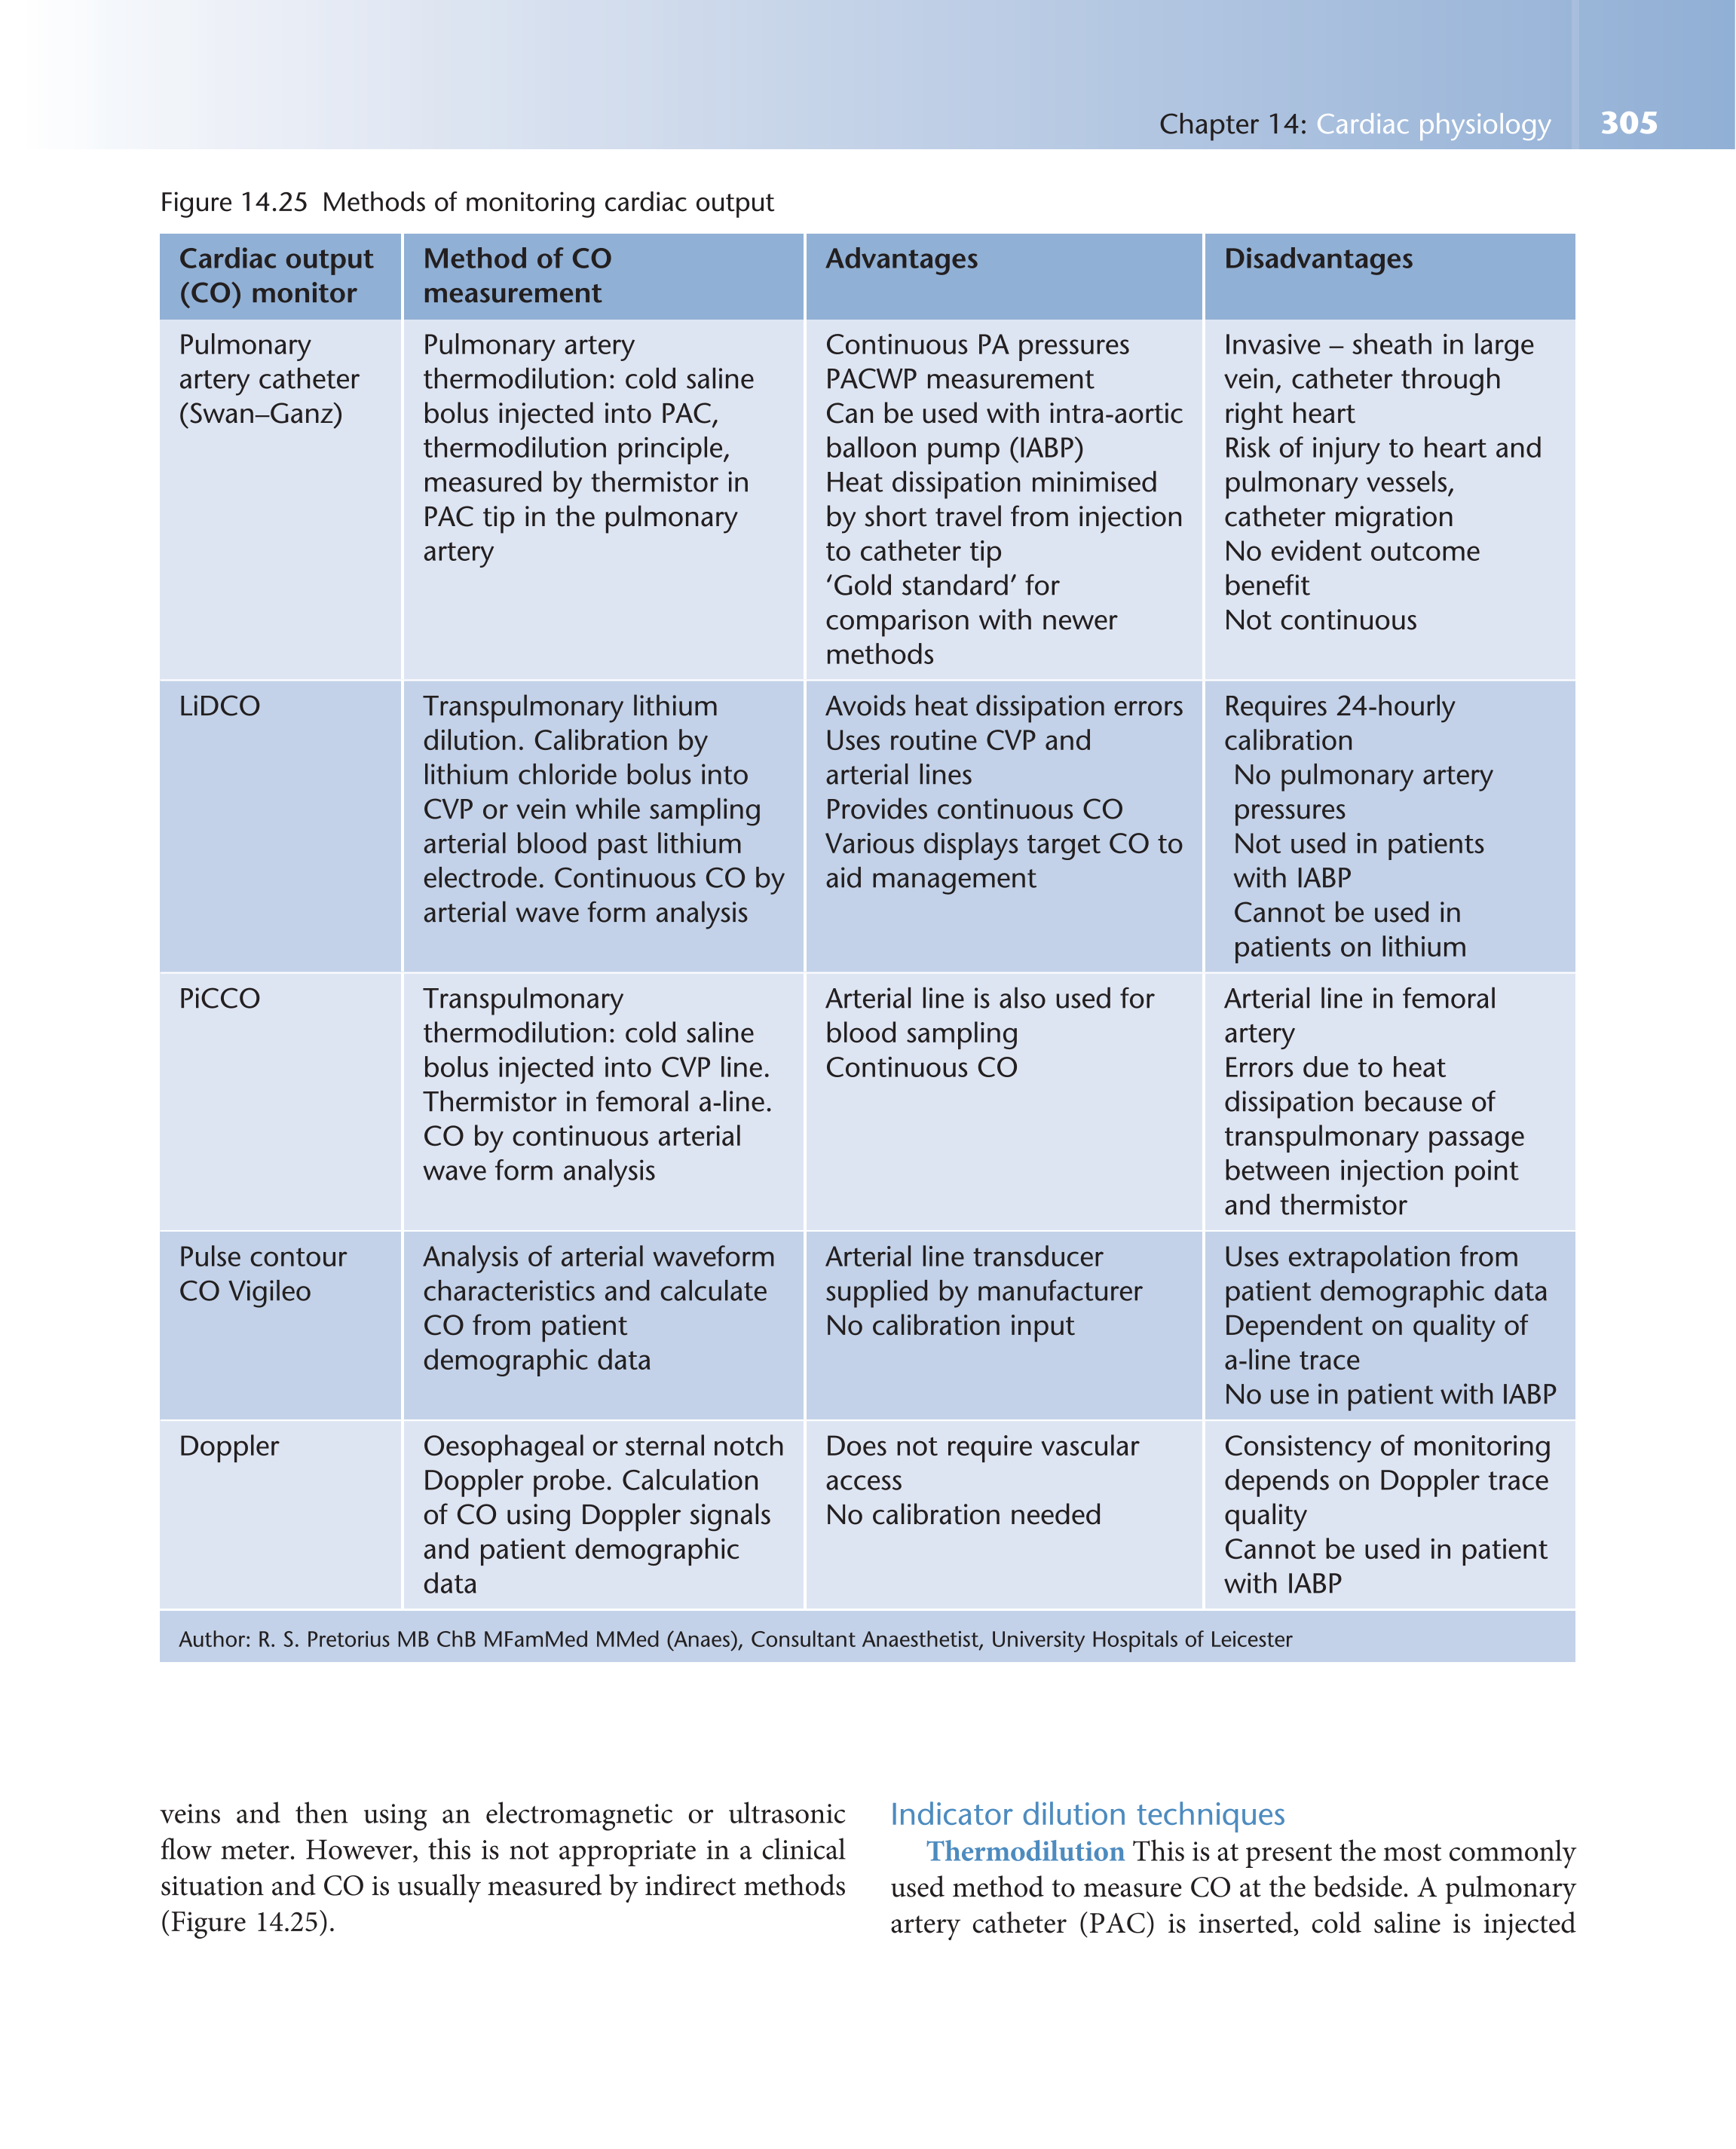 Chapter 14: Cardiac physiology 305
Figure 14.25 Methods of monitoring cardiac output
Cardiac output
(CO) monitor
Method of CO
measurement
Advantages
Disadvantages
Pulmonary
artery catheter
(Swan–Ganz)
Pulmonary artery
thermodilution: cold saline
bolus injected into PAC,
thermodilution principle,
measured by thermistor in
PAC tip in the pulmonary
artery
Continuous PA pressures
PACWP measurement
Can be used with intra-aortic
balloon pump (IABP)
Heat dissipation minimised
by short travel from injection
to catheter tip
‘Gold standard’ for
comparison with newer
methods
Invasive – sheath in large
vein, catheter through
right heart
Risk of injury to heart and
pulmonary vessels,
catheter migration
No evident outcome
benefit
Not continuous
LiDCO
Transpulmonary lithium
dilution. Calibration by
lithium chloride bolus into
CVP or vein while sampling
arterial blood past lithium
electrode. Continuous CO by
arterial wave form analysis
Avoids heat dissipation errors
Uses routine CVP and
arterial lines
Provides continuous CO
Various displays target CO to
aid management
Requires 24-hourly
calibration
No pulmonary artery
pressures
Not used in patients
with IABP
Cannot be used in
patients on lithium
PiCCO
Transpulmonary
thermodilution: cold saline
bolus injected into CVP line.
Thermistor in femoral a-line.
CO by continuous arterial
wave form analysis
Arterial line is also used for
blood sampling
Continuous CO
Arterial line in femoral
artery
Errors due to heat
dissipation because of
transpulmonary passage
between injection point
and thermistor
Pulse contour
CO Vigileo
Analysis of arterial waveform
characteristics and calculate
CO from patient
demographic data
Arterial line transducer
supplied by manufacturer
No calibration input
Uses extrapolation from
patient demographic data
Dependent on quality of
a-line trace
No use in patient with IABP
Doppler
Oesophageal or sternal notch
Doppler probe. Calculation
of CO using Doppler signals
and patient demographic
data
Does not require vascular
access
No calibration needed
Consistency of monitoring
depends on Doppler trace
quality
Cannot be used in patient
with IABP
Author: R. S. Pretorius MB ChB MFamMed MMed (Anaes), Consultant Anaesthetist, University Hospitals of Leicester
veins and then using an electromagnetic or ultrasonic
flow meter. However, this is not appropriate in a clinical
situation and CO is usually measured by indirect methods
(Figure 14.25).
Indicator dilution techniques
Thermodilution This is at present the most commonly
used method to measure CO at the bedside. A pulmonary
artery catheter (PAC) is inserted, cold saline is injected